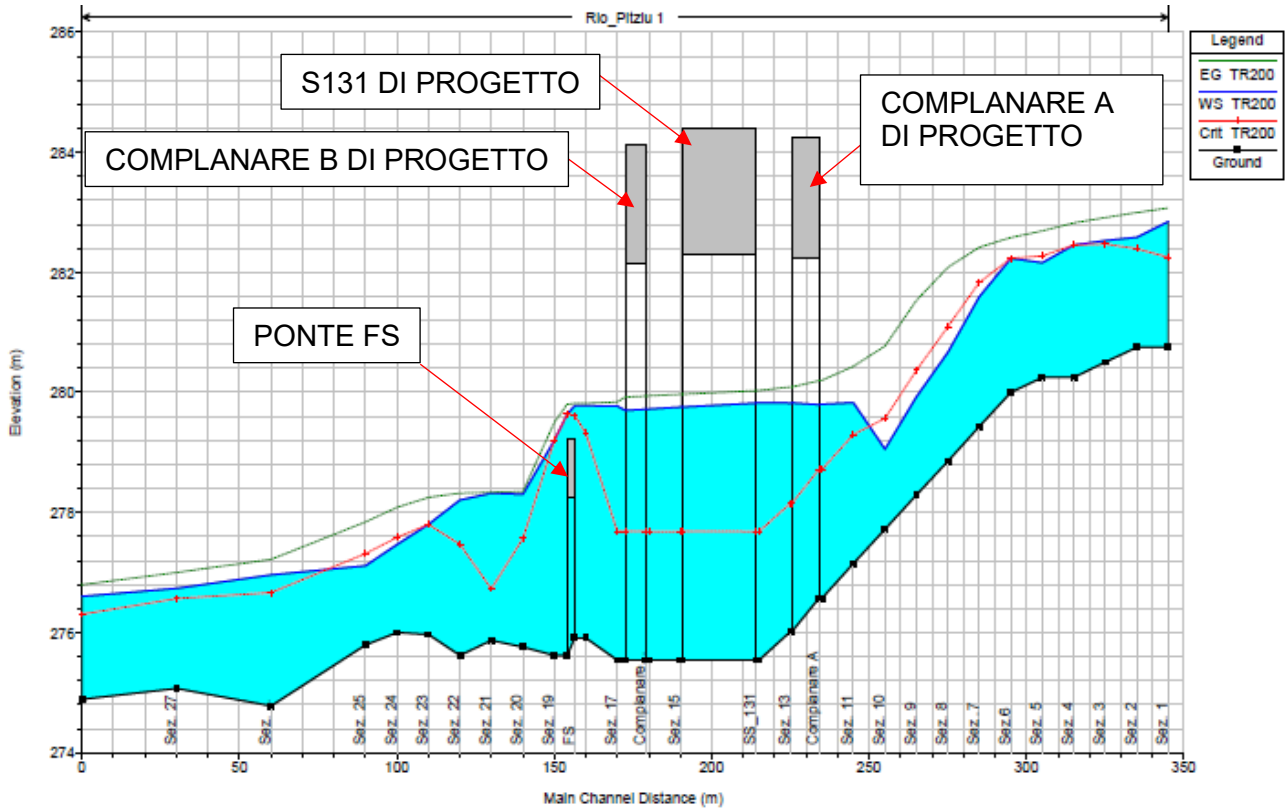 Rio_Pitziu 1
Legend
EG TR200
WS TR200
Crit TR200
Ground
S131 DI PROGETTO
COMPLANARE A
DI PROGETTO
COMPLANARE B DI PROGETTO
PONTE FS
Elevation (m)
286
284
282
280
278
276
274
Sez. 27
Sez.
Sez. 25
Sez. 24
Sez. 23
Sez. 22
Sez. 21
Sez. 20
Sez. 19
FS
Sez. 17
Complanare
Sez. 15
SS_131
Sez. 13
Complanare A
Sez. 11
Sez. 10
Sez. 9
Sez. 8
Sez. 7
Sez. 6
Sez. 5
Sez. 4
Sez. 3
Sez. 2
Sez. 1
0
50
100
150
200
250
300
350
Main Channel Distance (m)